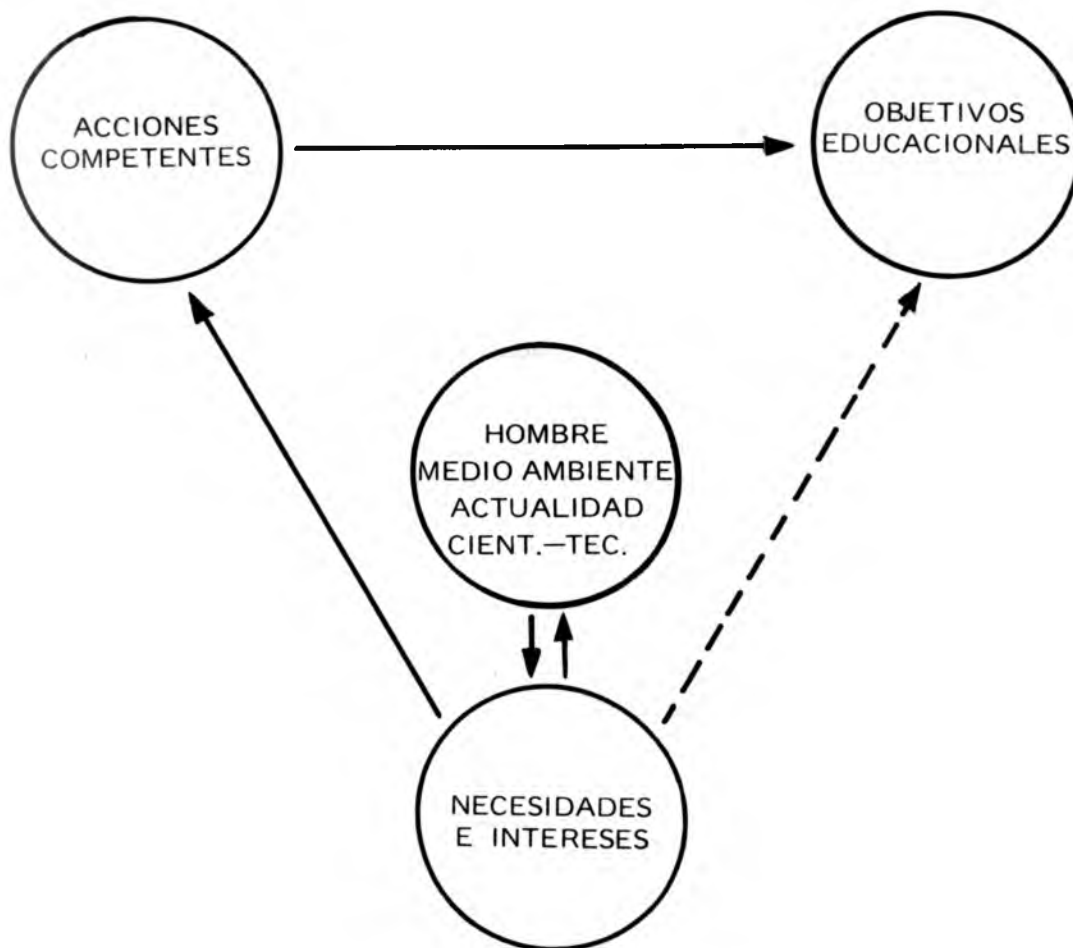 ACCIONES
COMPETENTES
OBJETIVOS
EDUCACIONALES
HOMBRE
MEDIO AMBIENTE
ACTUALIDAD
CIENT.—TEC.
NECESIDADES
E INTERESES